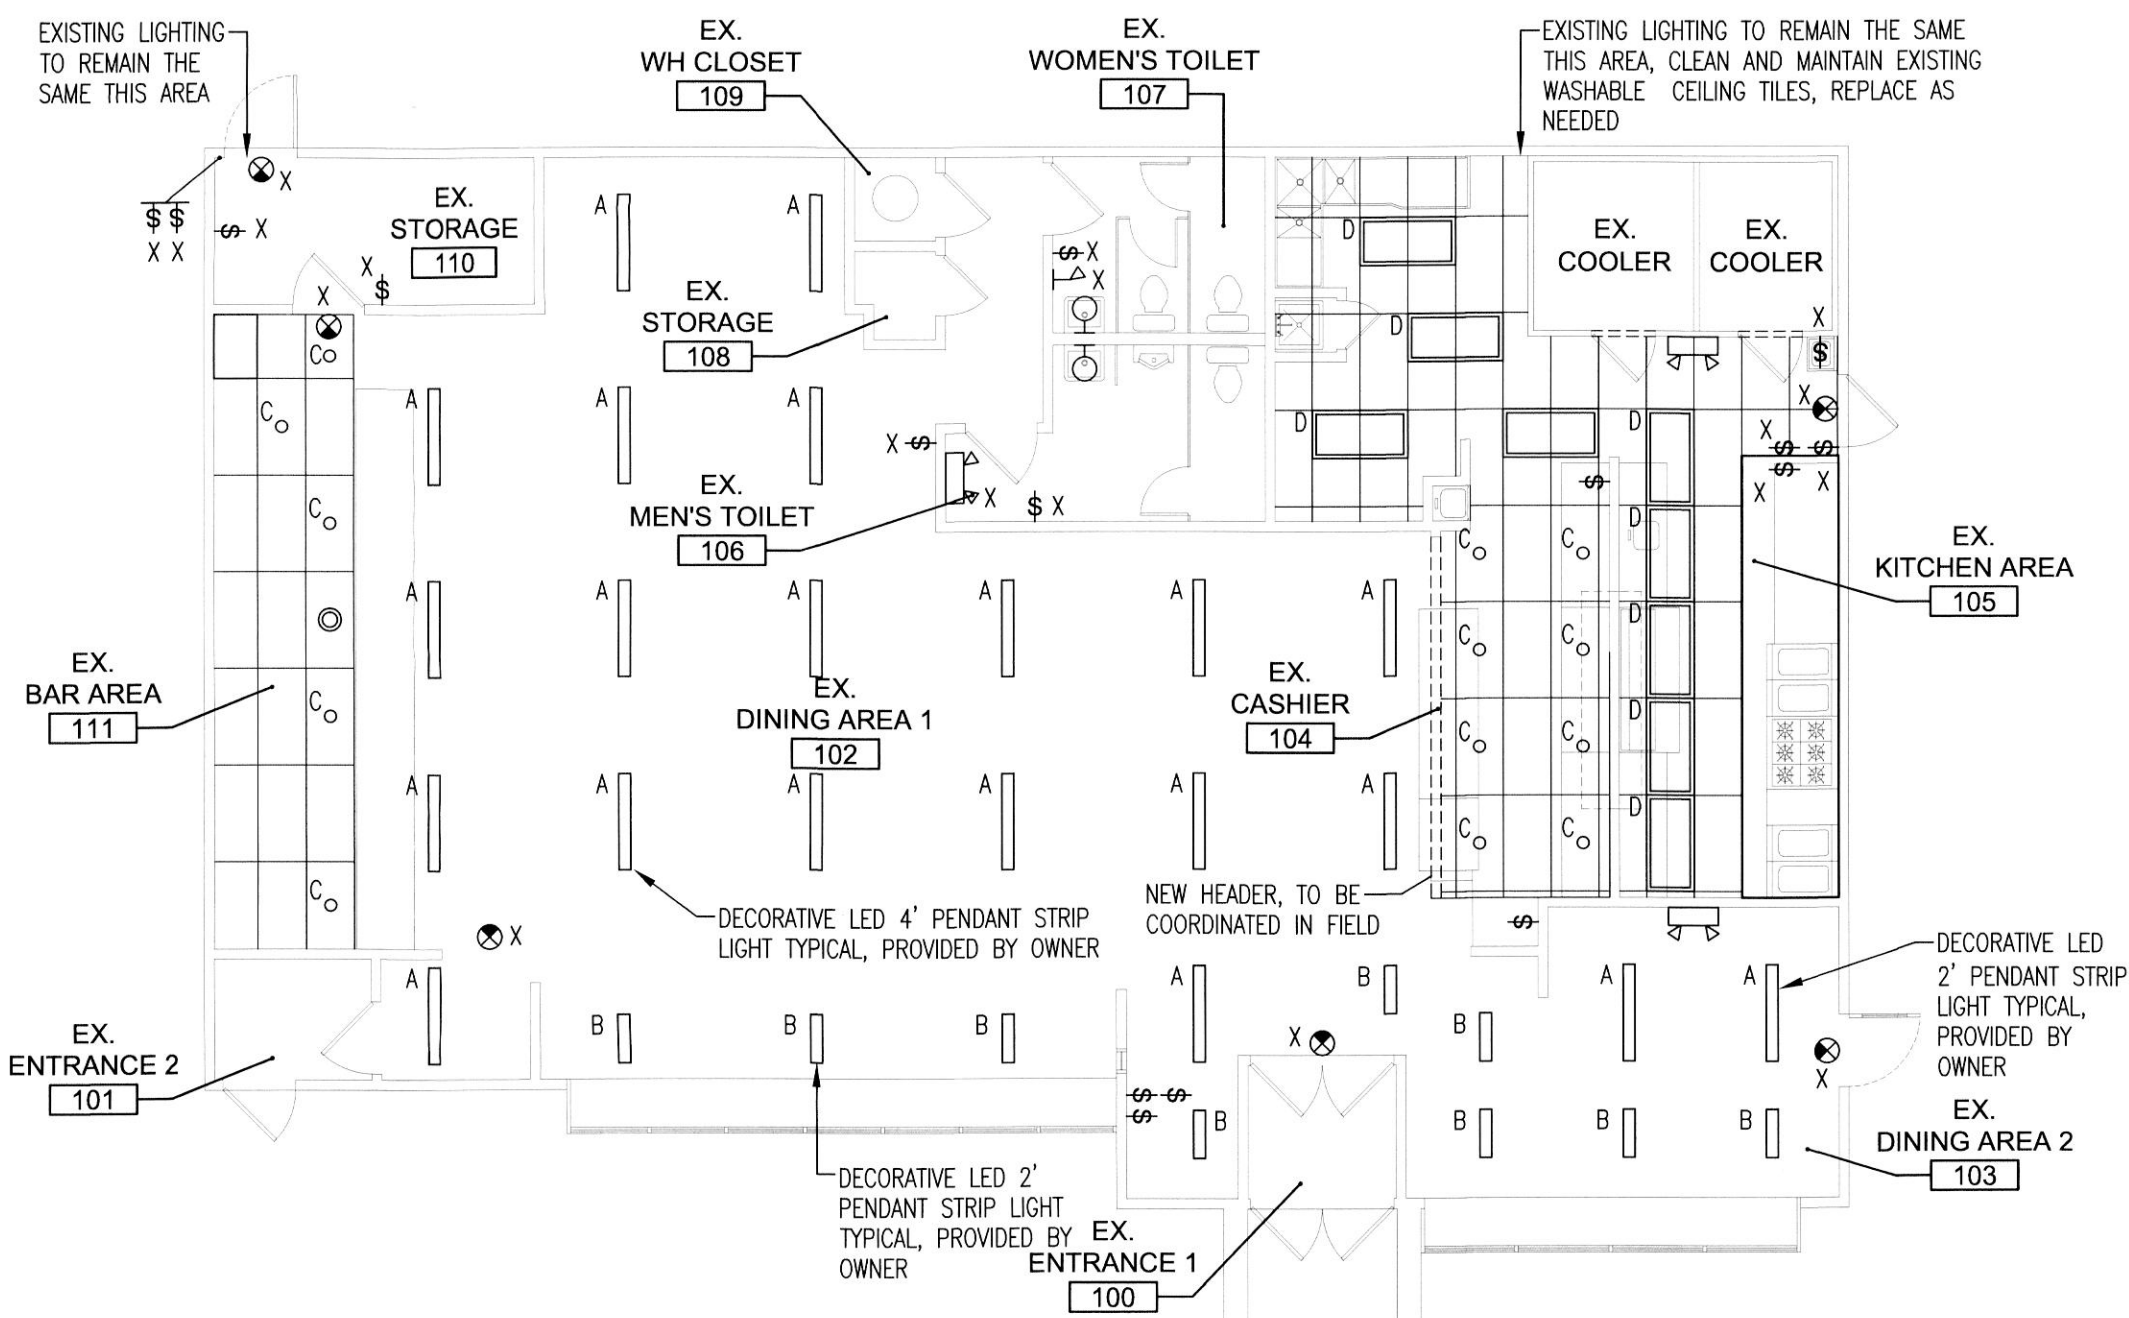 EXISTING LIGHTING
TO REMAIN THE
SAME THIS AREA
EX.
WH CLOSET
109
EX.
WOMEN'S TOILET
107
EXISTING LIGHTING TO REMAIN THE SAME
THIS AREA, CLEAN AND MAINTAIN EXISTING
WASHABLE CEILING TILES, REPLACE AS
NEEDED
X
$ $
X X
$ X
EX.
STORAGE
110
X
$
X
A
A
EX.
STORAGE
108
$ X
X
D
EX.
COOLER
EX.
COOLER
X
$
D
C
C
A
A
A
X $
EX.
MEN'S TOILET
106
X
$ X
D
D
X
X
$ $
$
X
X
$
C
A
A
A
A
A
A
C
C
D
EX.
KITCHEN AREA
105
C
C
D
EX.
BAR AREA
111
C
EX.
DINING AREA 1
102
EX.
CASHIER
104
C
C
D
A
A
A
A
A
A
C
C
D
C
NEW HEADER, TO BE
COORDINATED IN FIELD
DECORATIVE LED 4' PENDANT STRIP
LIGHT TYPICAL, PROVIDED BY OWNER
X
$
DECORATIVE LED
2' PENDANT STRIP
LIGHT TYPICAL,
PROVIDED BY
OWNER
A
A
B
A
A
EX.
ENTRANCE 2
101
B
B
B
X
B
X
$ $
$
B
B
B
B
EX.
DINING AREA 2
103
DECORATIVE LED 2'
PENDANT STRIP LIGHT
TYPICAL, PROVIDED BY
OWNER
EX.
ENTRANCE 1
100